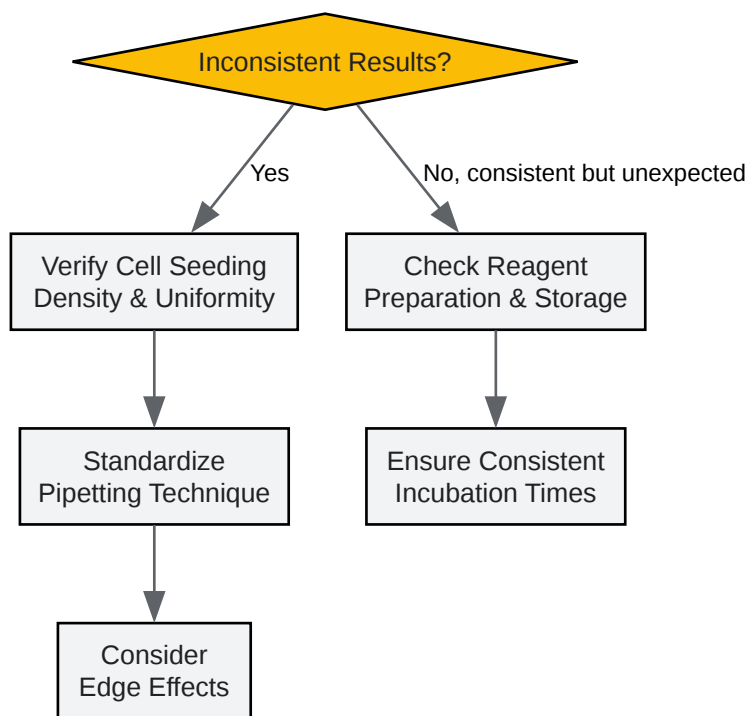 Inconsistent Results?
Yes
No, consistent but unexpected
Verify Cell Seeding
Density & Uniformity
Check Reagent
Preparation & Storage
Standardize
Pipetting Technique
Ensure Consistent
Incubation Times
Consider
Edge Effects